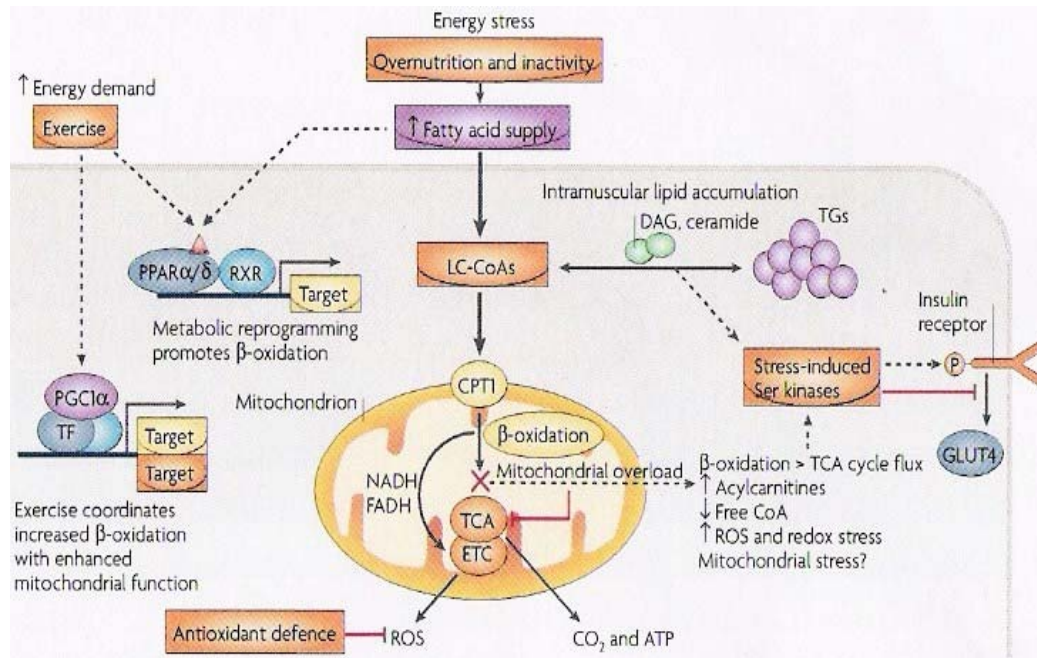 Energy stress
Overnutrition and inactivity
↑ Energy demand
Exercise
↑ Fatty acid supply
Intramuscular lipid accumulation
DAG, ceramide
TGs
PPARα/δ
RXR
Target
LC-CoAs
Metabolic reprogramming
promotes β-oxidation
Insulin
receptor
Stress-induced
Ser kinases
P
PGC1α
TF
Target
Target
Mitochondrion
CPT1
β-oxidation
GLUT4
NADH
FADH
Mitochondrial overload
β-oxidation > TCA cycle flux
↑ Acylcarnitines
↓ Free CoA
↑ ROS and redox stress
Mitochondrial stress?
TCA
ETC
Exercise coordinates
increased β-oxidation
with enhanced
mitochondrial function
Antioxidant defence
ROS
CO₂ and ATP